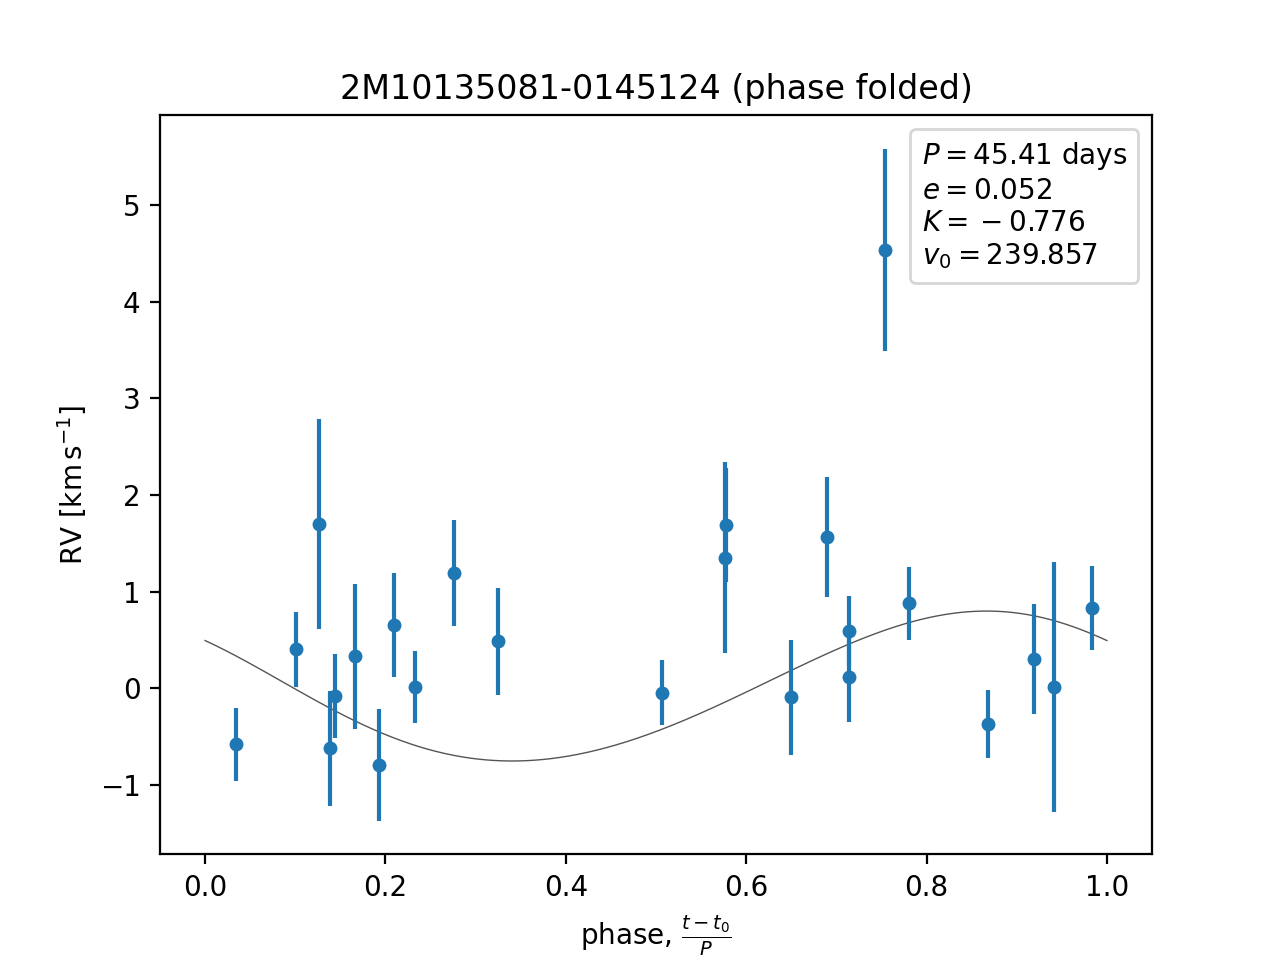 2M10135081-0145124 (phase folded)
P = 45.41 days
e = 0.052
K = −0.776
v₀ = 239.857
5
4
3
2
1
0
−1
RV [km s⁻¹]
0.0 0.2 0.4 0.6 0.8 1.0
phase, (t − t₀)/P